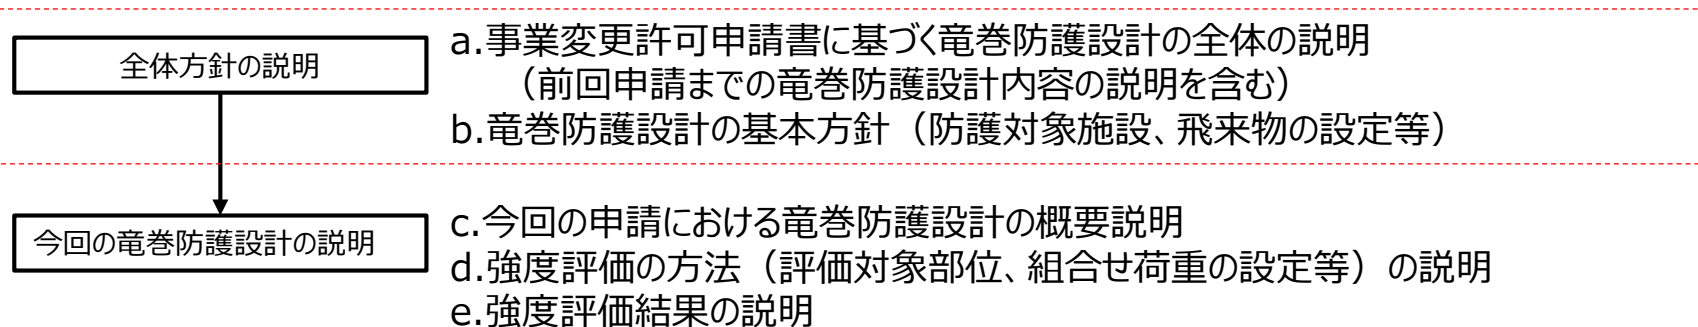 全体方針の説明
a.事業変更許可申請書に基づく竜巻防護設計の全体の説明
（前回申請までの竜巻防護設計内容の説明を含む）
b.竜巻防護設計の基本方針（防護対象施設、飛来物の設定等）
今回の竜巻防護設計の説明
c.今回の申請における竜巻防護設計の概要説明
d.強度評価の方法（評価対象部位、組合せ荷重の設定等）の説明
e.強度評価結果の説明